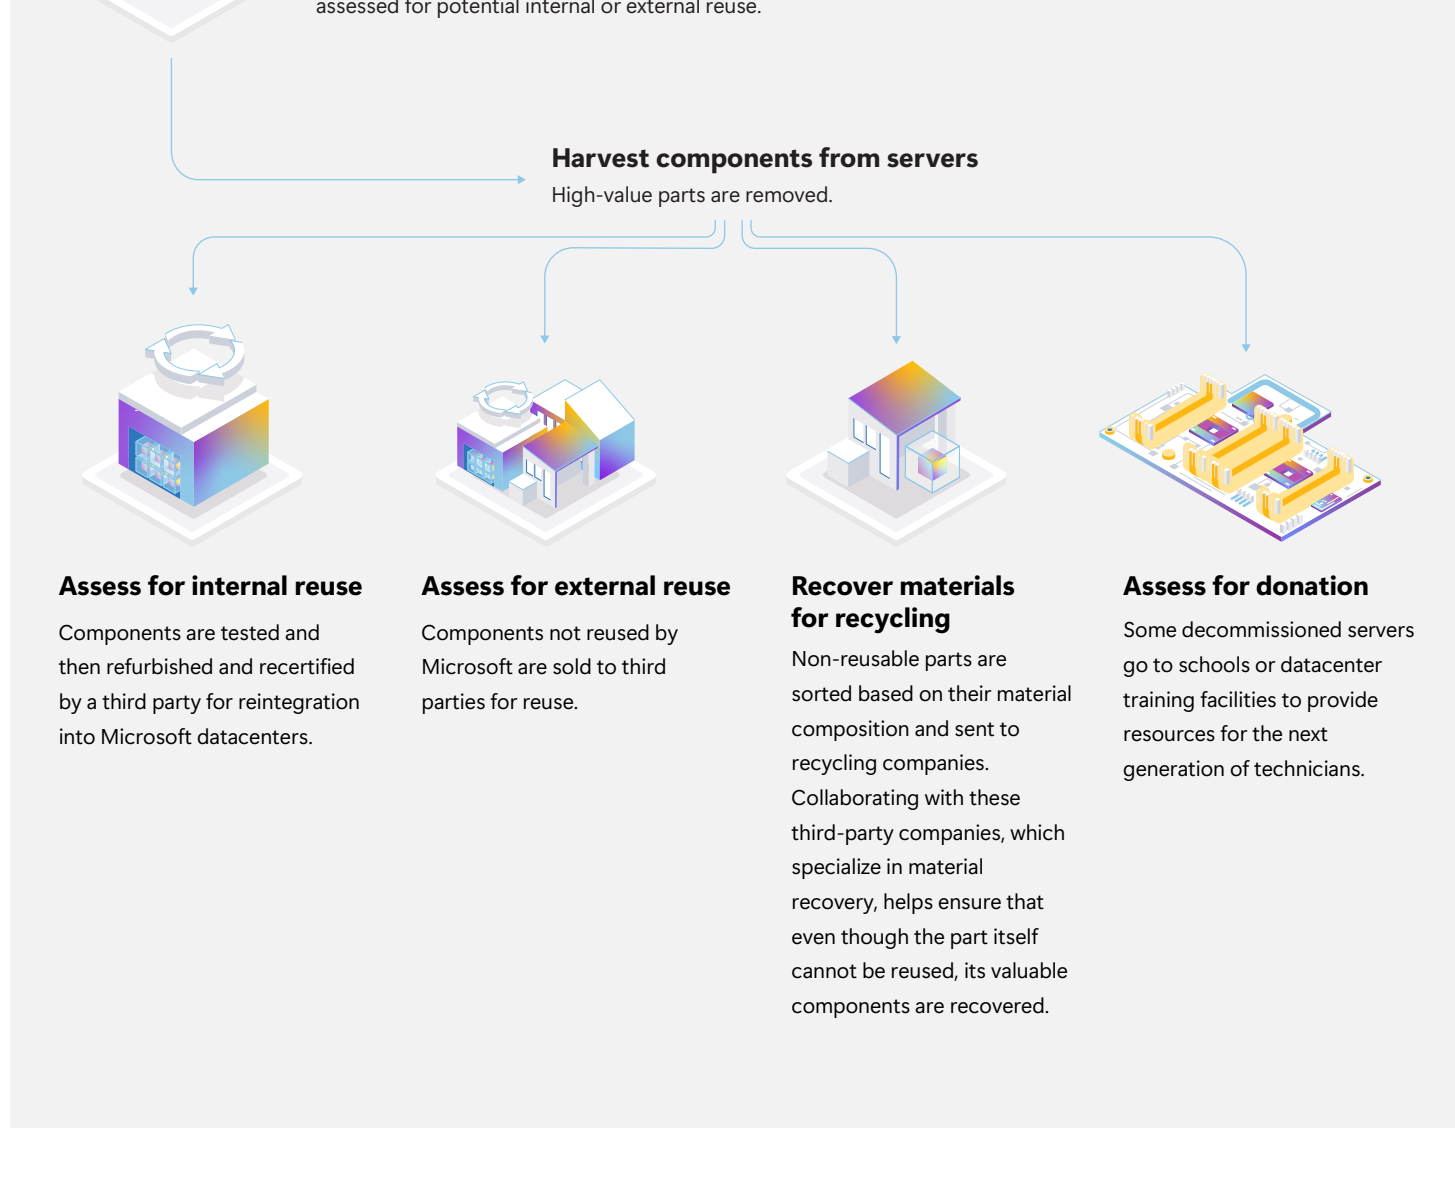 assessed for potential internal or external reuse.
Harvest components from servers
High-value parts are removed.
Assess for internal reuse
Components are tested and
then refurbished and recertified
by a third party for reintegration
into Microsoft datacenters.
Assess for external reuse
Components not reused by
Microsoft are sold to third
parties for reuse.
Recover materials
for recycling
Non-reusable parts are
sorted based on their material
composition and sent to
recycling companies.
Collaborating with these
third-party companies, which
specialize in material
recovery, helps ensure that
even though the part itself
cannot be reused, its valuable
components are recovered.
Assess for donation
Some decommissioned servers
go to schools or datacenter
training facilities to provide
resources for the next
generation of technicians.